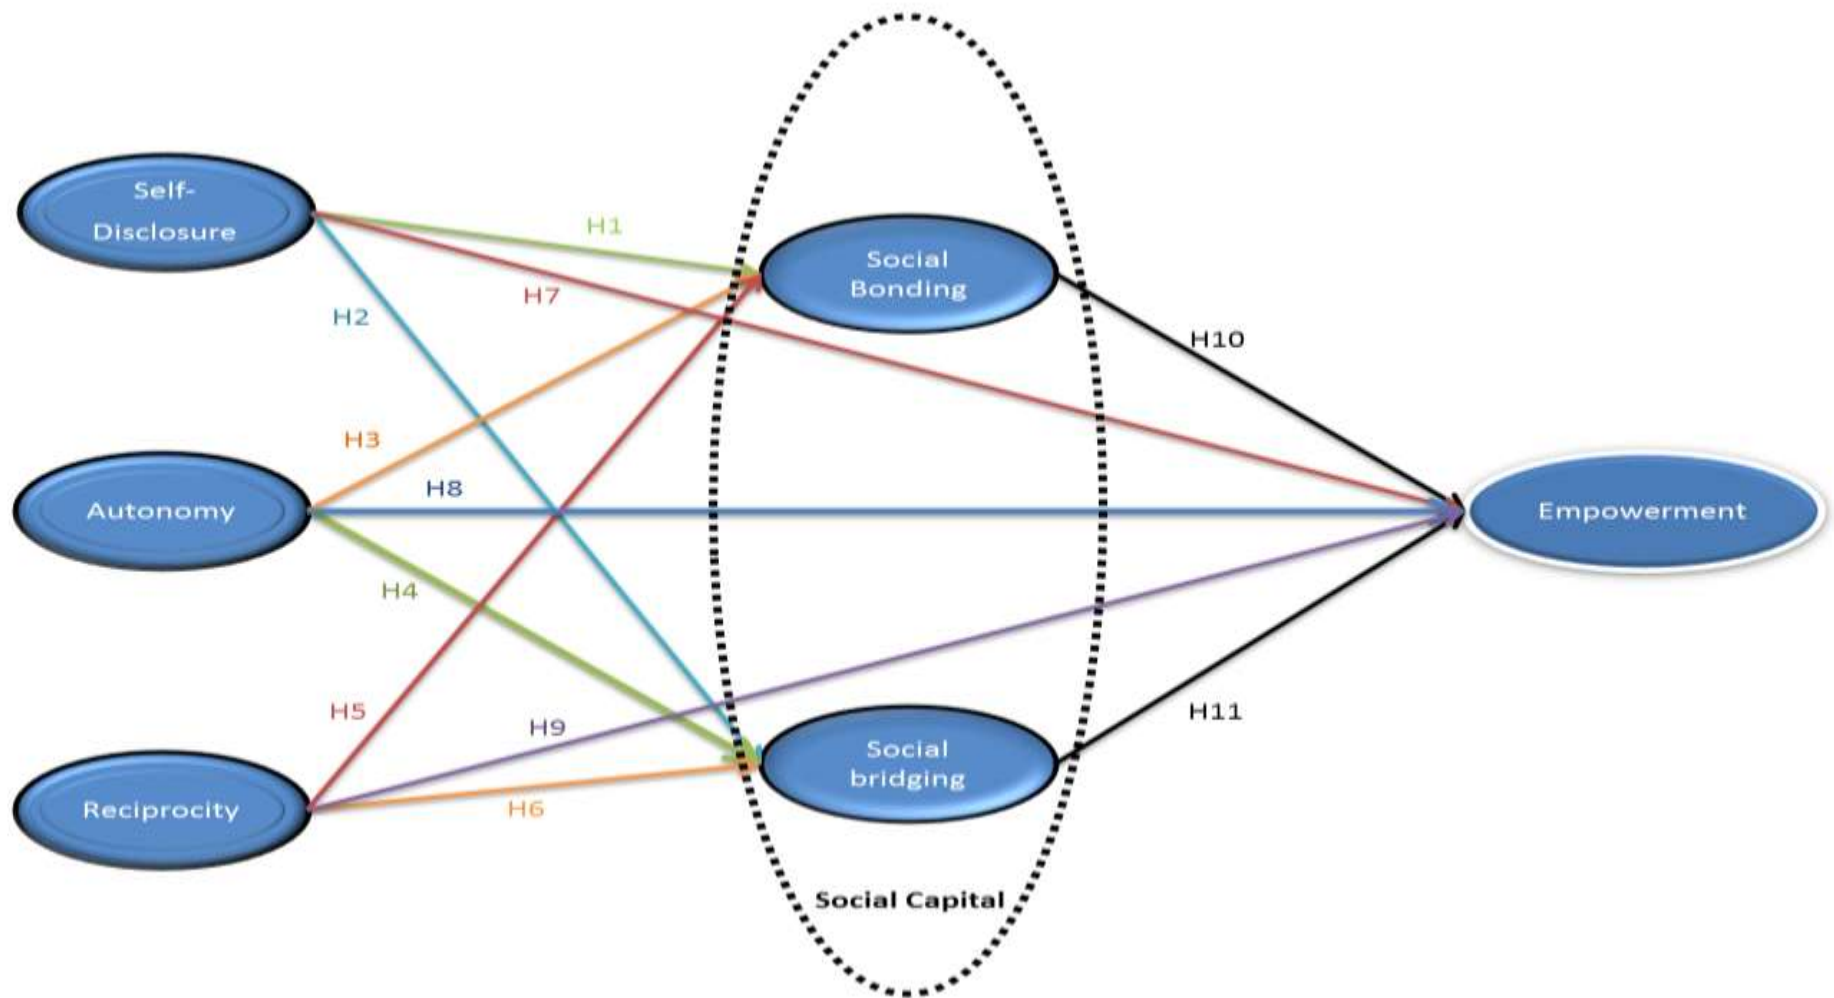 Self-
Disclosure
H1
Social
Bonding
H7
H2
H10
H3
H8
Autonomy
Empowerment
H4
H5
H9
H11
Social
bridging
Reciprocity
H6
Social Capital